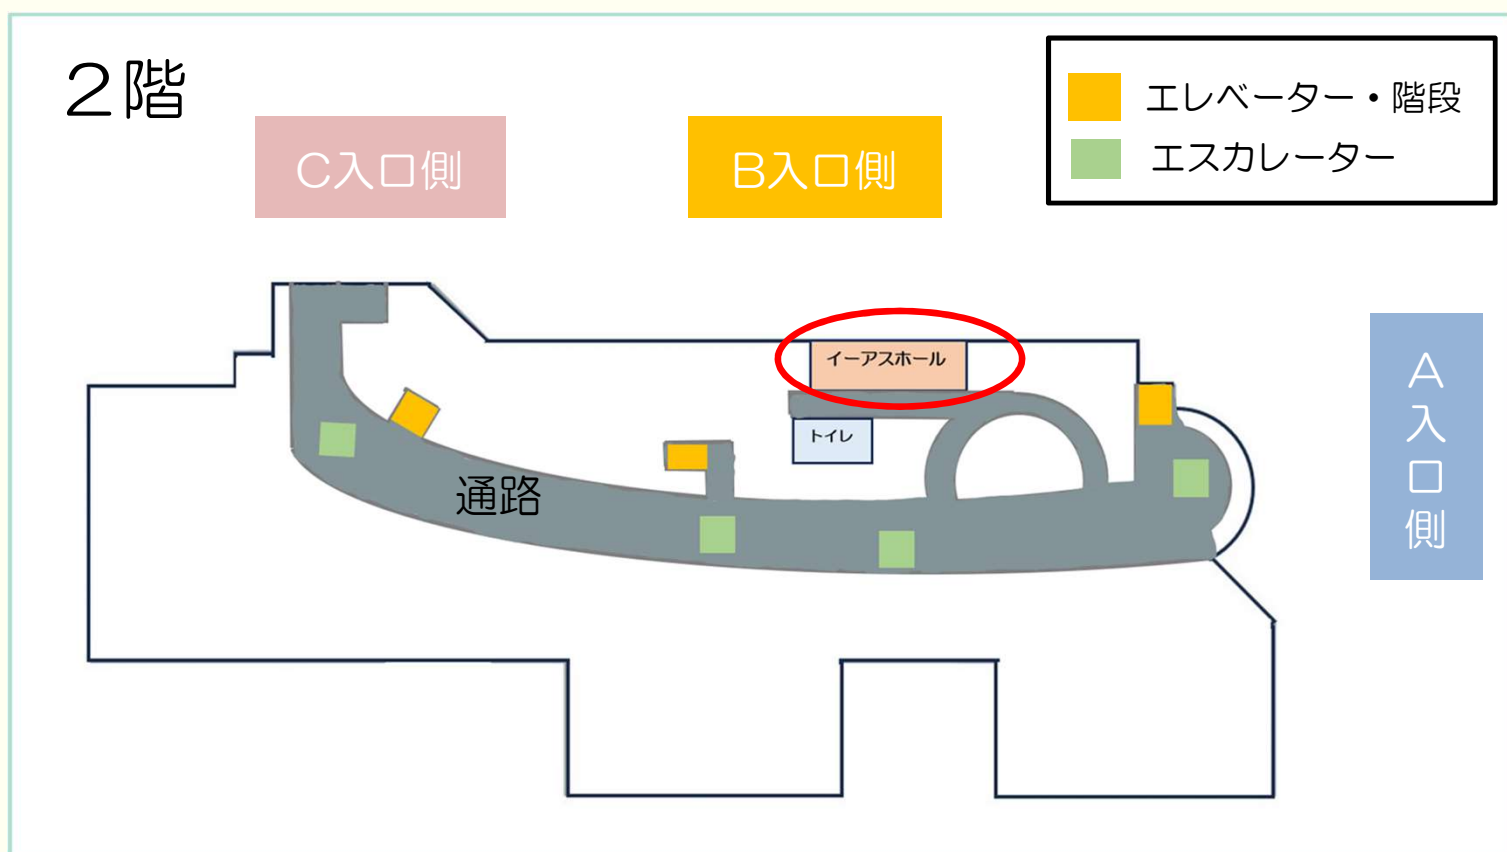 2階
エレベーター・階段
エスカレーター
C入口側
B入口側
A入口側
イーアスホール
トイレ
通路